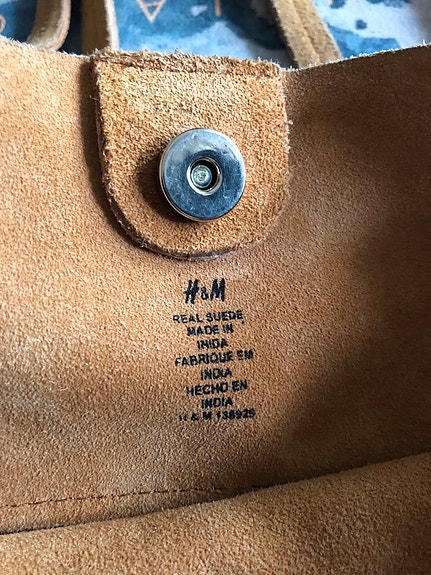 H&M
REAL SUEDE
MADE IN
INIDA
FABRIQUE EM
INDIA
HECHO EN
INDIA
H & M 138925